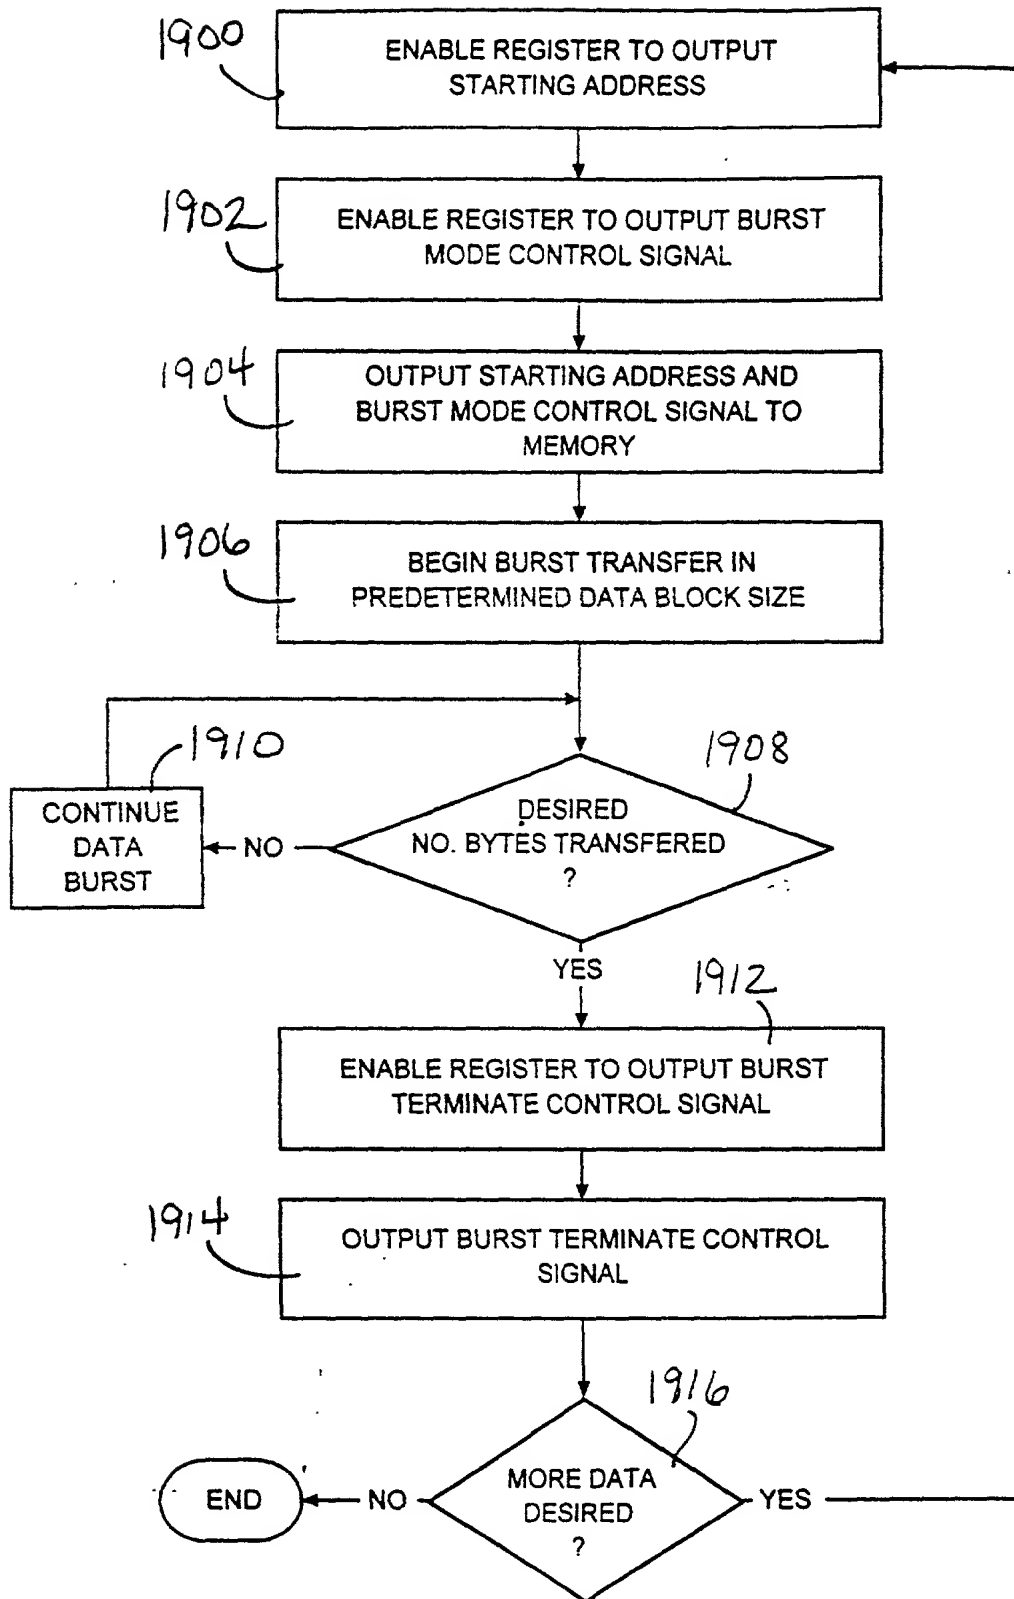 1900
ENABLE REGISTER TO OUTPUT
STARTING ADDRESS
1902
ENABLE REGISTER TO OUTPUT BURST
MODE CONTROL SIGNAL
1904
OUTPUT STARTING ADDRESS AND
BURST MODE CONTROL SIGNAL TO
MEMORY
1906
BEGIN BURST TRANSFER IN
PREDETERMINED DATA BLOCK SIZE
1910
1908
CONTINUE
DATA
BURST
NO
DESIRED
NO. BYTES TRANSFERED
?
YES
1912
ENABLE REGISTER TO OUTPUT BURST
TERMINATE CONTROL SIGNAL
1914
OUTPUT BURST TERMINATE CONTROL
SIGNAL
1916
END
NO
MORE DATA
DESIRED
?
YES